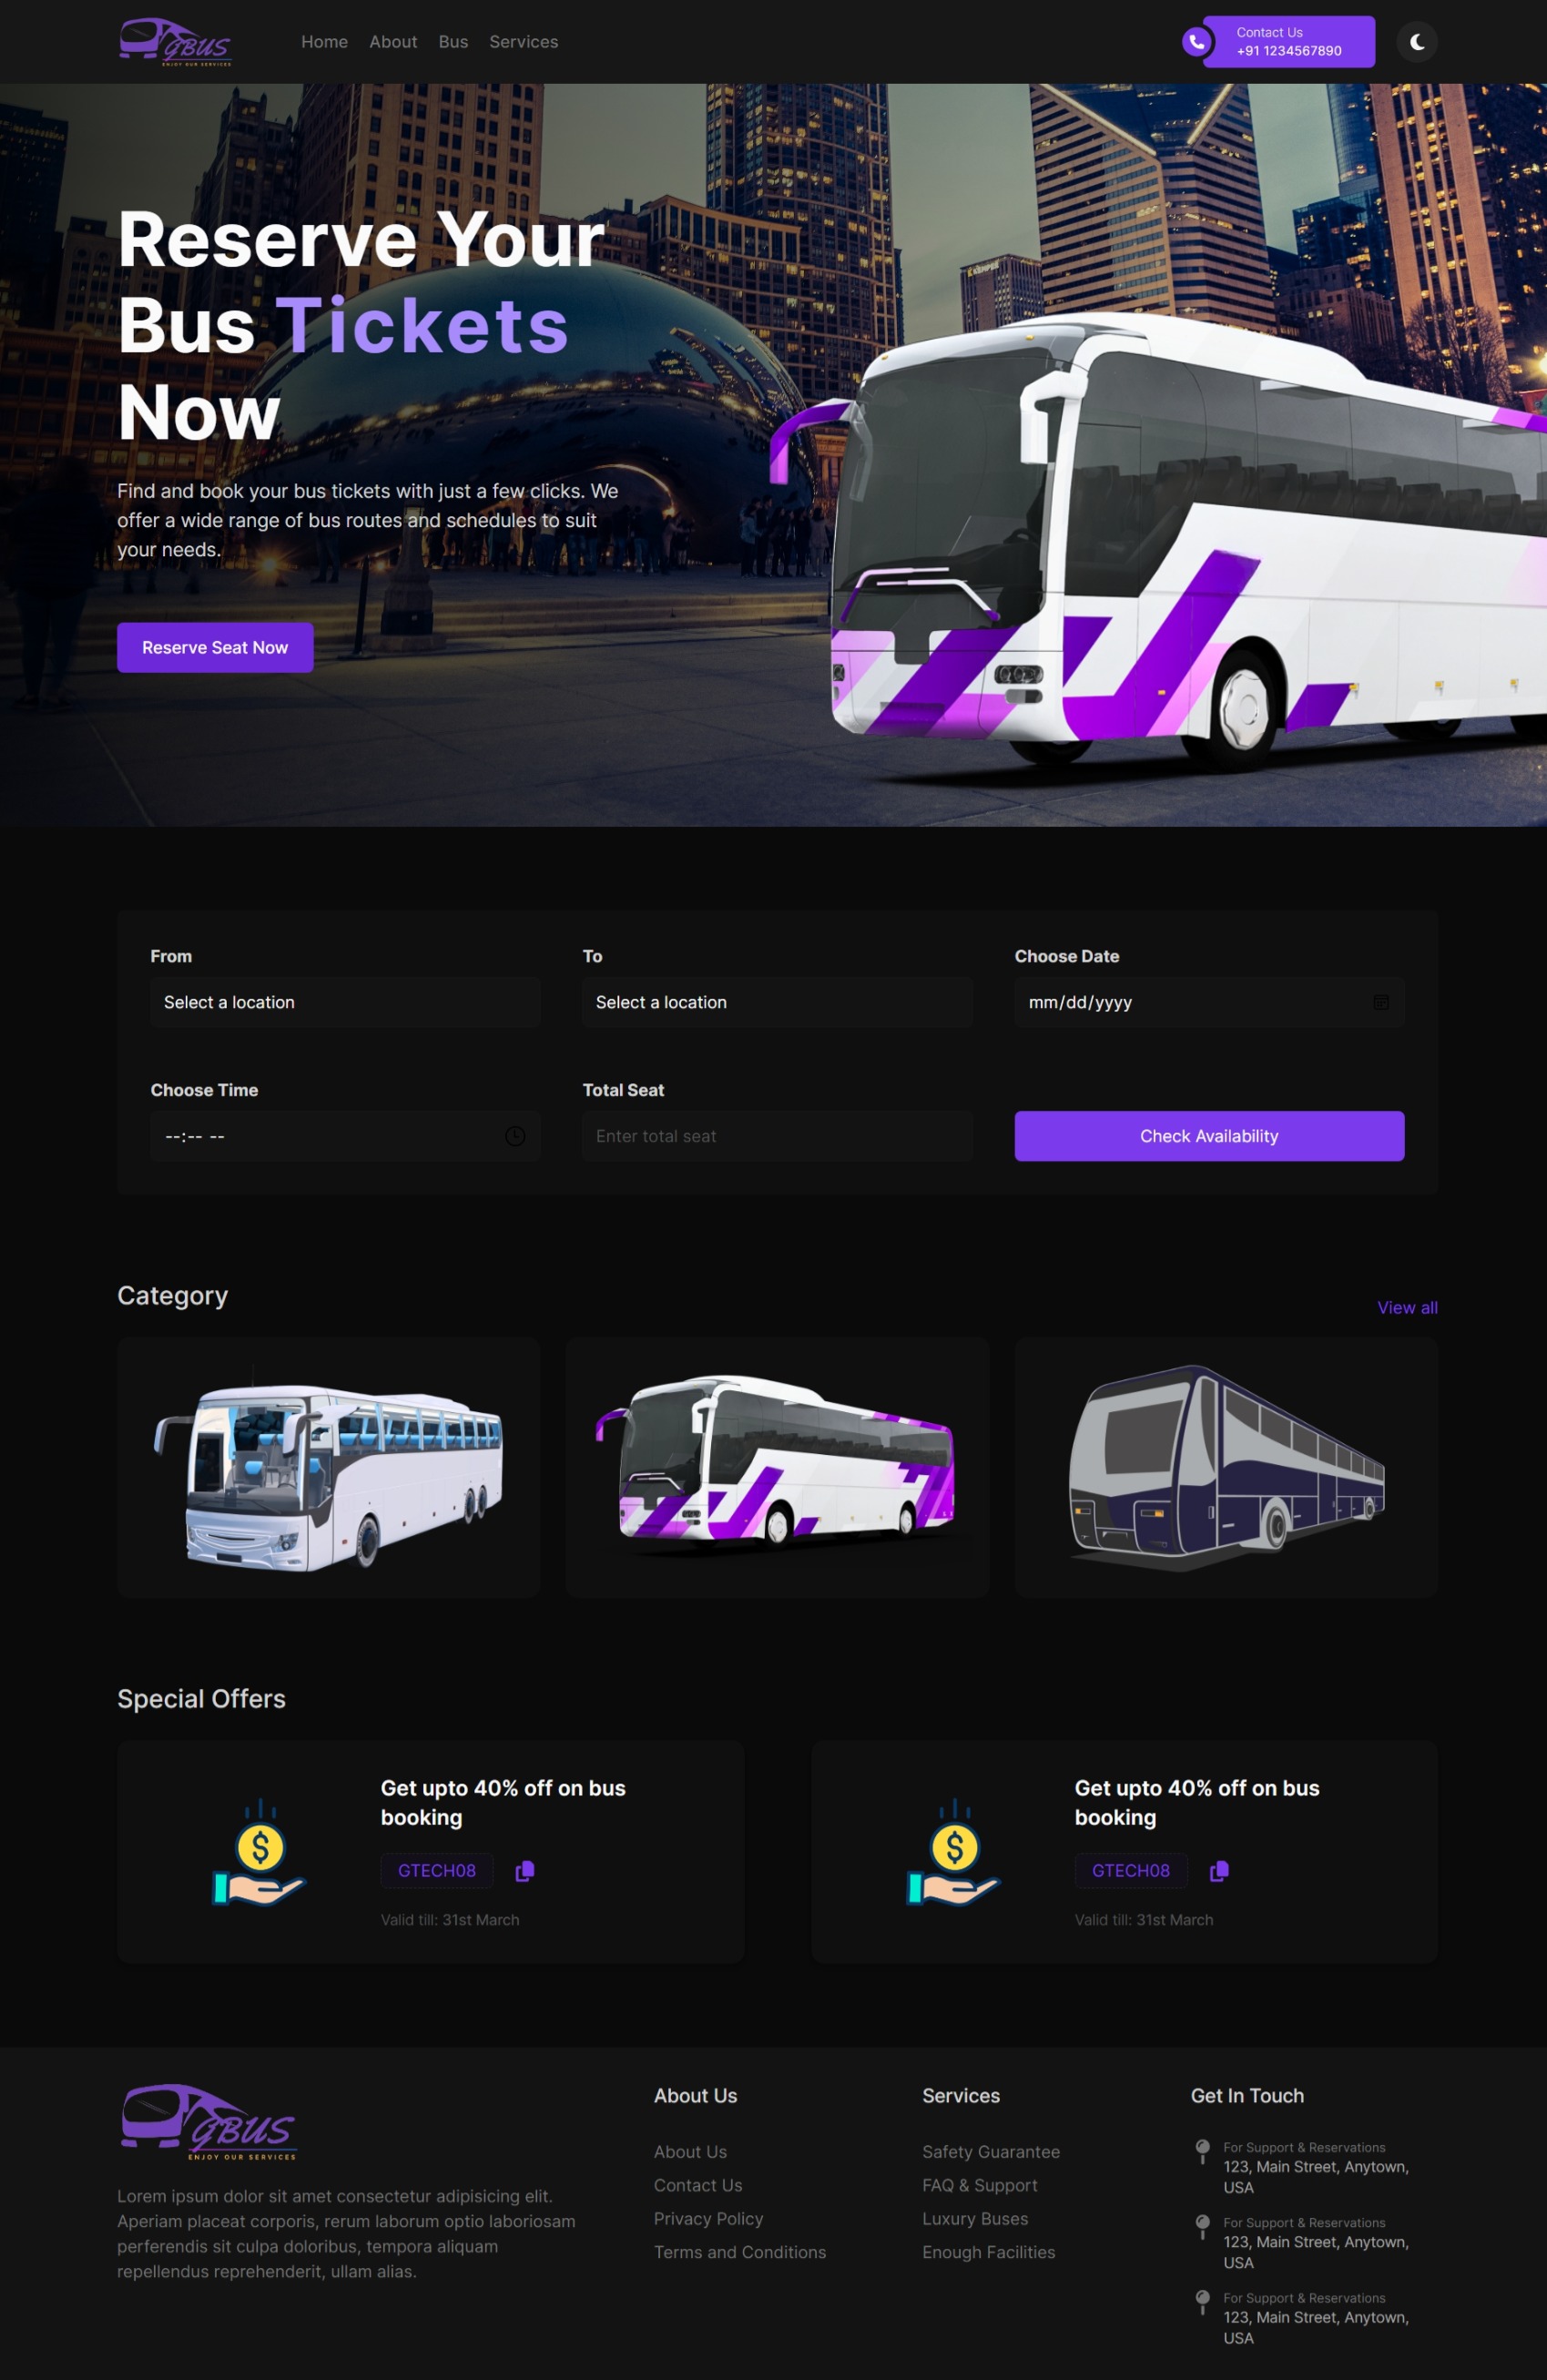 GBUS
ENJOY OUR SERVICES
Home About Bus Services
Contact Us
+91 1234567890
KEMPER
Reserve Your
Bus Tickets
Now
Find and book your bus tickets with just a few clicks. We
offer a wide range of bus routes and schedules to suit
your needs.
Reserve Seat Now
From
Select a location
To
Select a location
Choose Date
mm/dd/yyyy
Choose Time
--:-- --
Total Seat
Enter total seat
Check Availability
Category
View all
Special Offers
Get upto 40% off on bus
booking
GTECH08
Valid till: 31st March
Get upto 40% off on bus
booking
GTECH08
Valid till: 31st March
GBUS
ENJOY OUR SERVICES
Lorem ipsum dolor sit amet consectetur adipisicing elit.
Aperiam placeat corporis, rerum laborum optio laboriosam
perferendis sit culpa doloribus, tempora aliquam
repellendus reprehenderit, ullam alias.
About Us
About Us
Contact Us
Privacy Policy
Terms and Conditions
Services
Safety Guarantee
FAQ & Support
Luxury Buses
Enough Facilities
Get In Touch
For Support & Reservations
123, Main Street, Anytown,
USA
For Support & Reservations
123, Main Street, Anytown,
USA
For Support & Reservations
123, Main Street, Anytown,
USA